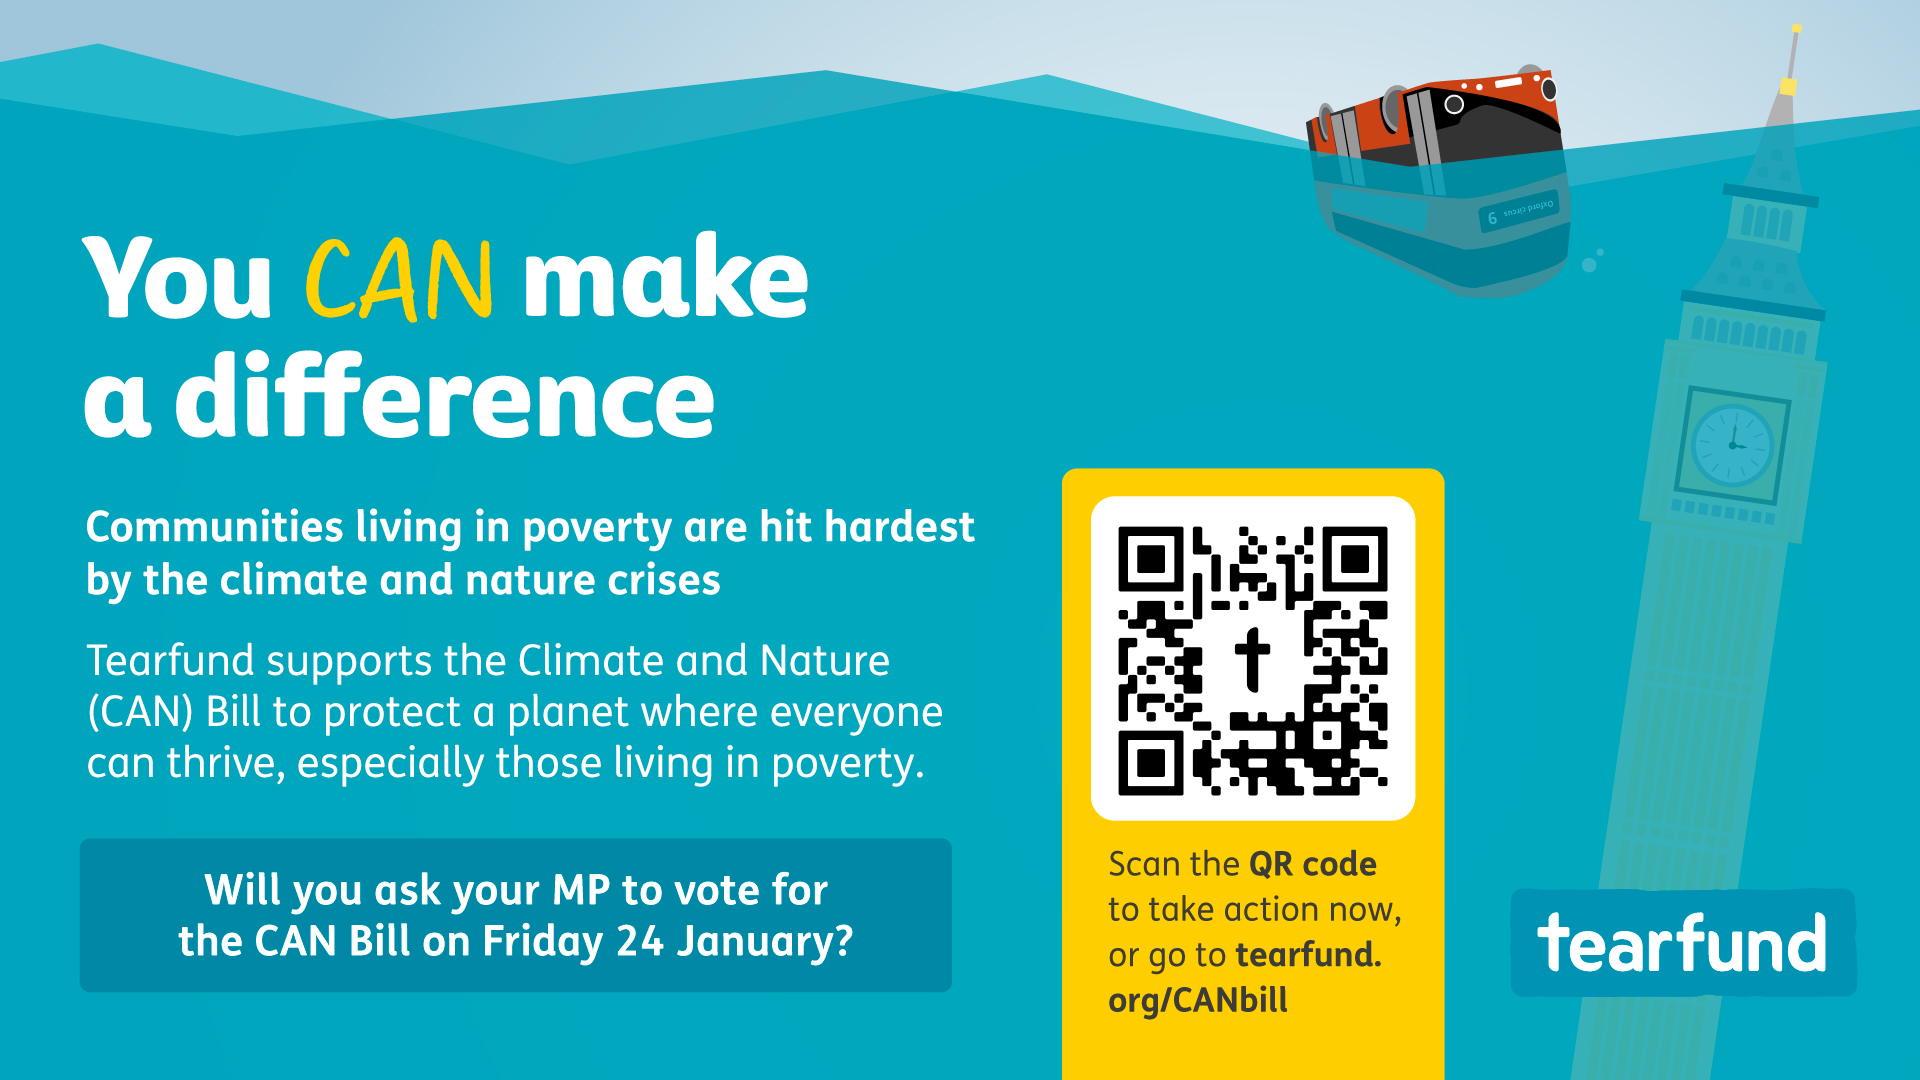 6 Oxford circus
You CAN make
a difference
Communities living in poverty are hit hardest
by the climate and nature crises
Tearfund supports the Climate and Nature
(CAN) Bill to protect a planet where everyone
can thrive, especially those living in poverty.
Will you ask your MP to vote for
the CAN Bill on Friday 24 January?
Scan the QR code
to take action now,
or go to tearfund.
org/CANbill
tearfund